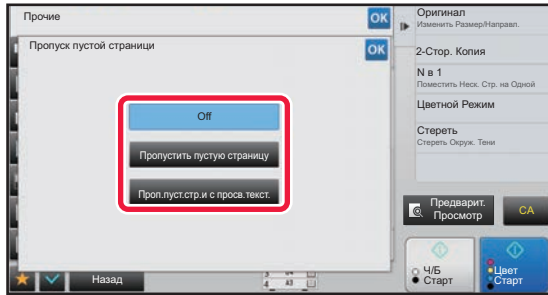 Прочие
OK
Пропуск пустой страницы
OK
Off
Пропустить пустую страницу
Проп.пуст.стр.и с просв.текст.
Назад
4 A3
Оригинал
Изменить Размер/Направл.
2-Стор. Копия
N в 1
Поместить Неск. Стр. на Одной
Цветной Режим
Стереть
Стереть Окруж. Тени
Предварит.
Просмотр
CA
Ч/Б
Старт
Цвет
Старт